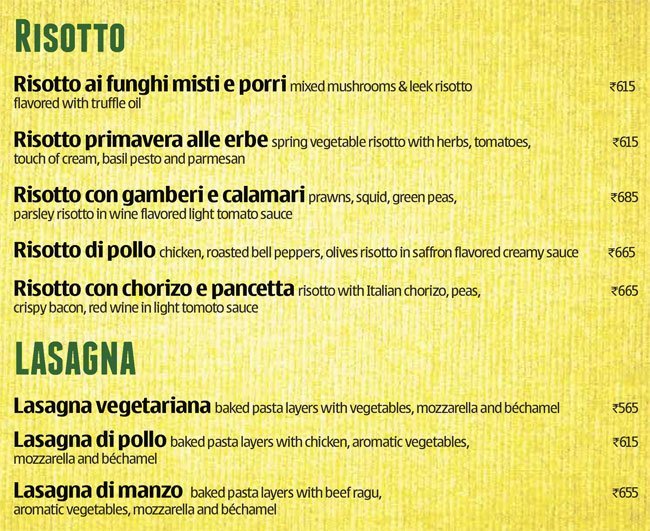 RISOTTO
Risotto ai funghi misti e porri mixed mushrooms & leek risotto ₹615
flavored with truffle oil
Risotto primavera alle erbe spring vegetable risotto with herbs, tomatoes, ₹615
touch of cream, basil pesto and parmesan
Risotto con gamberi e calamari prawns, squid, green peas, ₹685
parsley risotto in wine flavored light tomato sauce
Risotto di pollo chicken, roasted bell peppers, olives risotto in saffron flavored creamy sauce ₹665
Risotto con chorizo e pancetta risotto with Italian chorizo, peas, ₹665
crispy bacon, red wine in light tomoto sauce
LASAGNA
Lasagna vegetariana baked pasta layers with vegetables, mozzarella and béchamel ₹565
Lasagna di pollo baked pasta layers with chicken, aromatic vegetables, ₹615
mozzarella and béchamel
Lasagna di manzo baked pasta layers with beef ragu, ₹655
aromatic vegetables, mozzarella and béchamel